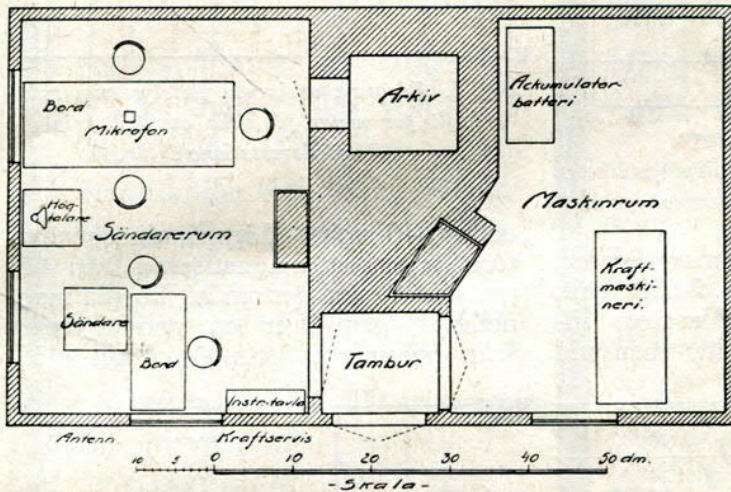 Bord
Mikrofon
Arkiv
Ackumulator-
batteri
Hög-
talare
Sändarerum
Maskinrum
Kraft-
maski-
neri.
Sändare
Bord
Tambur
Instr-tavla
Antenn
Kraftservis
10 5 0 10 20 30 40 50 dm.
-Skala-